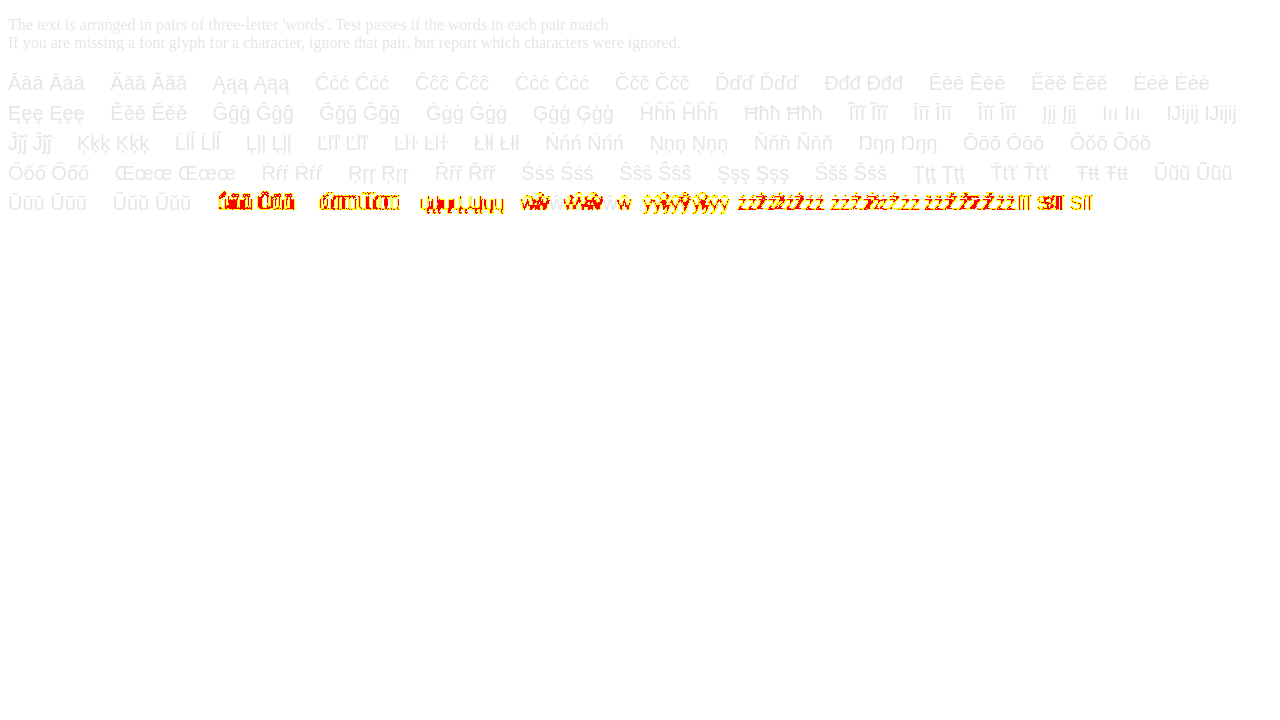 The text is arranged in pairs of three-letter 'words'. Test passes if the words in each pair match
If you are missing a font glyph for a character, ignore that pair, but report which characters were ignored.
Āāā Āāā Ăăă Ăăă Ąąą Ąąą Ććć Ććć Ĉĉĉ Ĉĉĉ Ċċċ Ċċċ Ččč Ččč Ďďď Ďďď Đđđ Đđđ Ēēē Ēēē Ĕĕĕ Ĕĕĕ Ėėė Ėėė
Ęęę Ęęę Ěěě Ěěě Ĝĝĝ Ĝĝĝ Ğğğ Ğğğ Ġġġ Ġġġ Ģģģ Ģģģ Ĥĥĥ Ĥĥĥ Ħħħ Ħħħ Ĩĩĩ Ĩĩĩ Īīī Īīī Ĭĭĭ Ĭĭĭ Įįį Įįį Iıı Iıı Ĳĳĳ Ĳĳĳ
Ĵĵĵ Ĵĵĵ Ķķķ Ķķķ Ĺĺĺ Ĺĺĺ Ļļļ Ļļļ Ľľľ Ľľľ Ŀŀŀ Ŀŀŀ Łłł Łłł Ńńń Ńńń Ņņņ Ņņņ Ňňň Ňňň Ŋŋŋ Ŋŋŋ Ōōō Ōōō Ŏŏŏ Ŏŏŏ
Őőő Őőő Œœœ Œœœ Ŕŕŕ Ŕŕŕ Ŗŗŗ Ŗŗŗ Řřř Řřř Śśś Śśś Ŝŝŝ Ŝŝŝ Şşş Şşş Ššš Ššš Ţţţ Ţţţ Ťťť Ťťť Ŧŧŧ Ŧŧŧ Ũũũ Ũũũ
Ūūū Ūūū Ŭŭŭ Ŭŭŭ